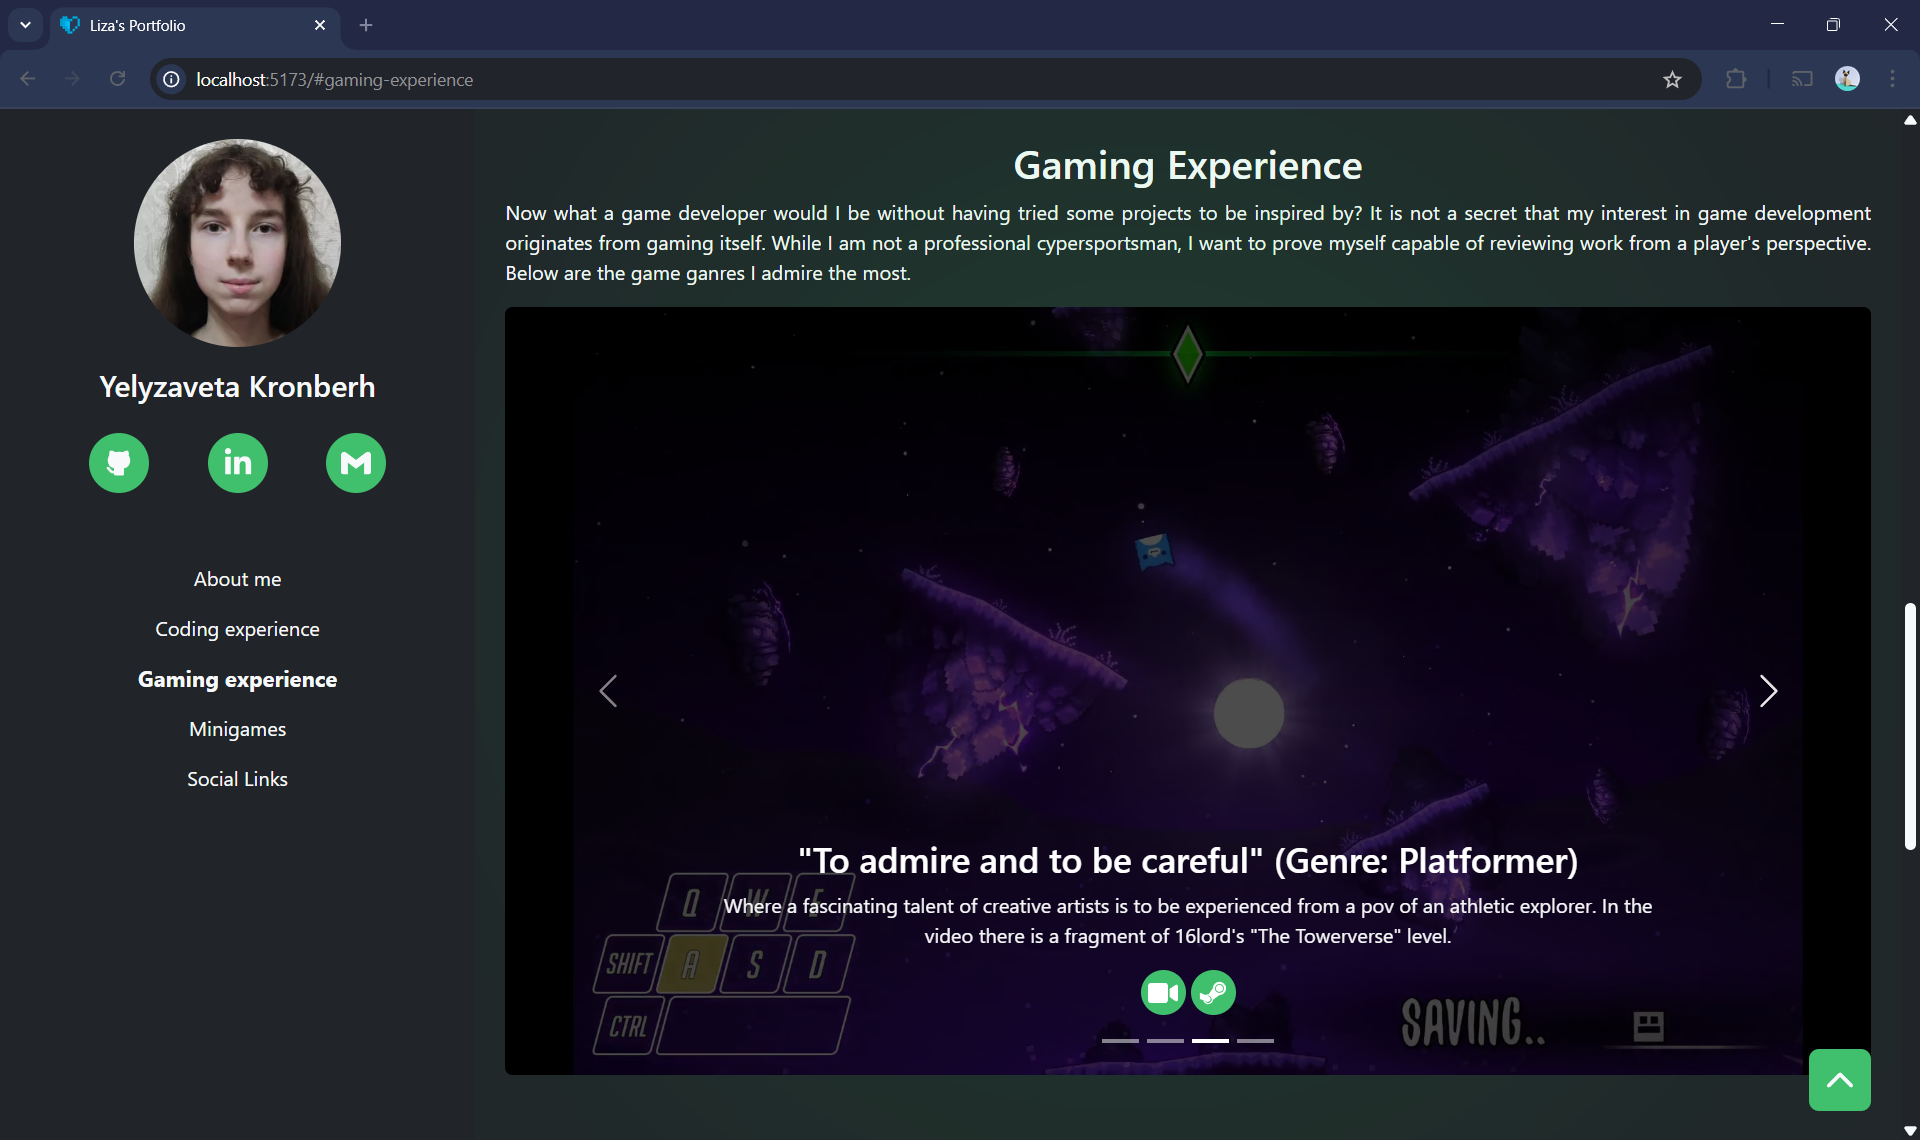 Liza's Portfolio
localhost:5173/#gaming-experience
Yelyzaveta Kronberh
in
About me
Coding experience
Gaming experience
Minigames
Social Links
Gaming Experience
Now what a game developer would I be without having tried some projects to be inspired by? It is not a secret that my interest in game development
originates from gaming itself. While I am not a professional cypersportsman, I want to prove myself capable of reviewing work from a player's perspective.
Below are the game ganres I admire the most.
"To admire and to be careful" (Genre: Platformer)
Where a fascinating talent of creative artists is to be experienced from a pov of an athletic explorer. In the
video there is a fragment of 16lord's "The Towerverse" level.
Q W E
SHIFT A S D
CTRL
SAVING..